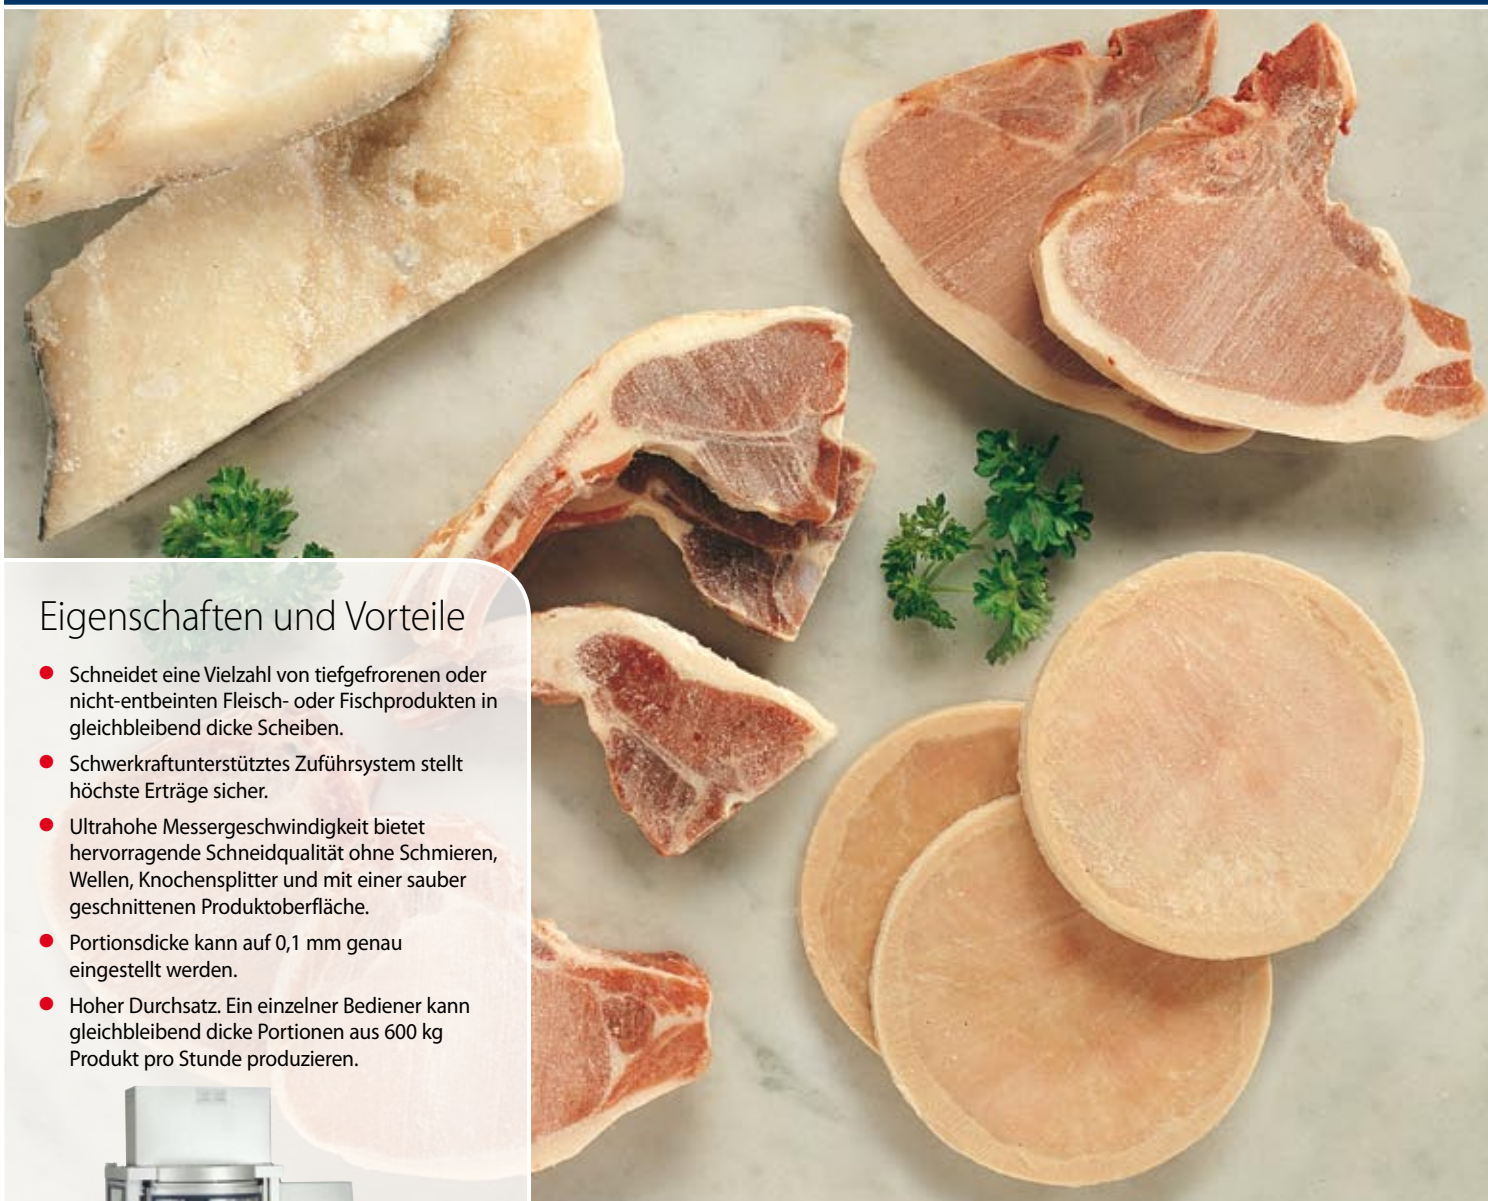 Eigenschaften und Vorteile
Schneidet eine Vielzahl von tiefgefrorenen oder
nicht-entbeinten Fleisch- oder Fischprodukten in
gleichbleibend dicke Scheiben.
Schwerkraftunterstütztes Zuführsystem stellt
höchste Erträge sicher.
Ultrahohe Messergeschwindigkeit bietet
hervorragende Schneidqualität ohne Schmieren,
Wellen, Knochensplitter und mit einer sauber
geschnittenen Produktoberfläche.
Portionsdicke kann auf 0,1 mm genau
eingestellt werden.
Hoher Durchsatz. Ein einzelner Bediener kann
gleichbleibend dicke Portionen aus 600 kg
Produkt pro Stunde produzieren.